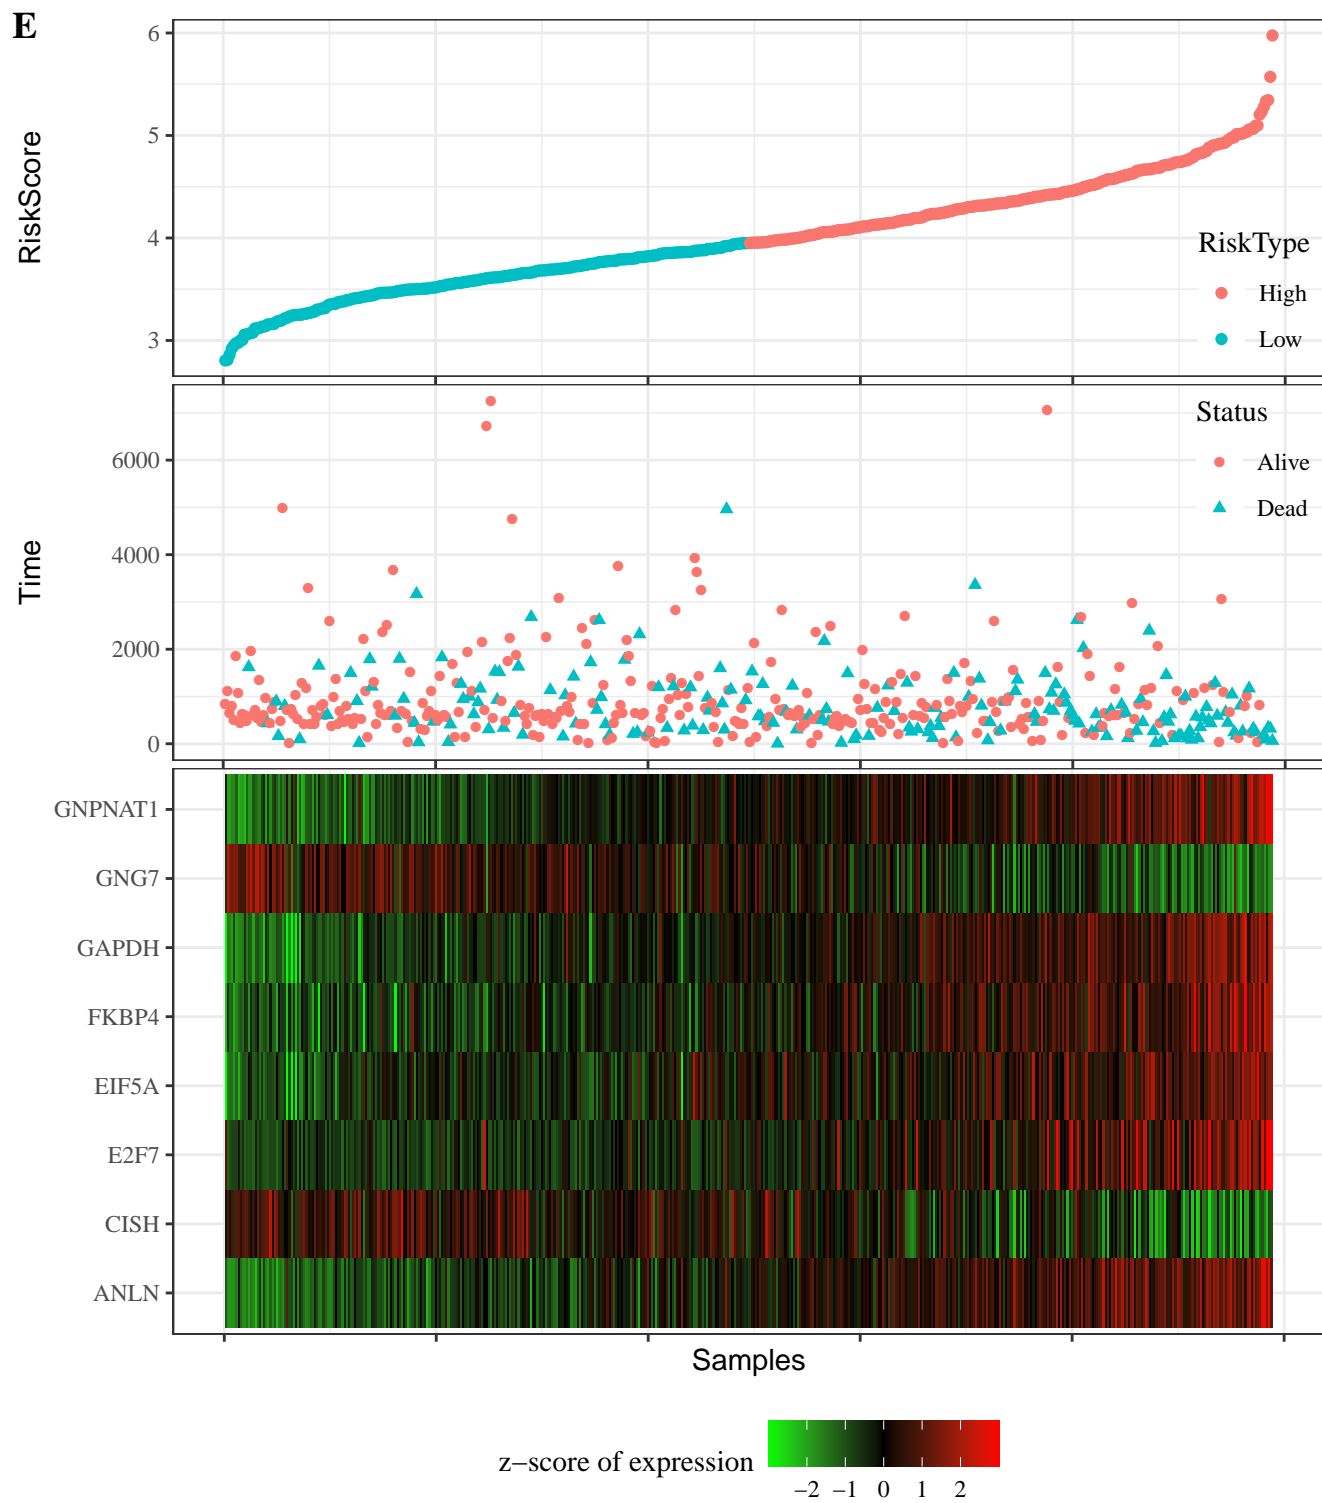 E
6
5
4
3
RiskScore
RiskType
High
Low
6000
4000
2000
0
Time
Status
Alive
Dead
GNPNAT1
GNG7
GAPDH
FKBP4
EIF5A
E2F7
CISH
ANLN
Samples
z−score of expression
−2 −1 0 1 2